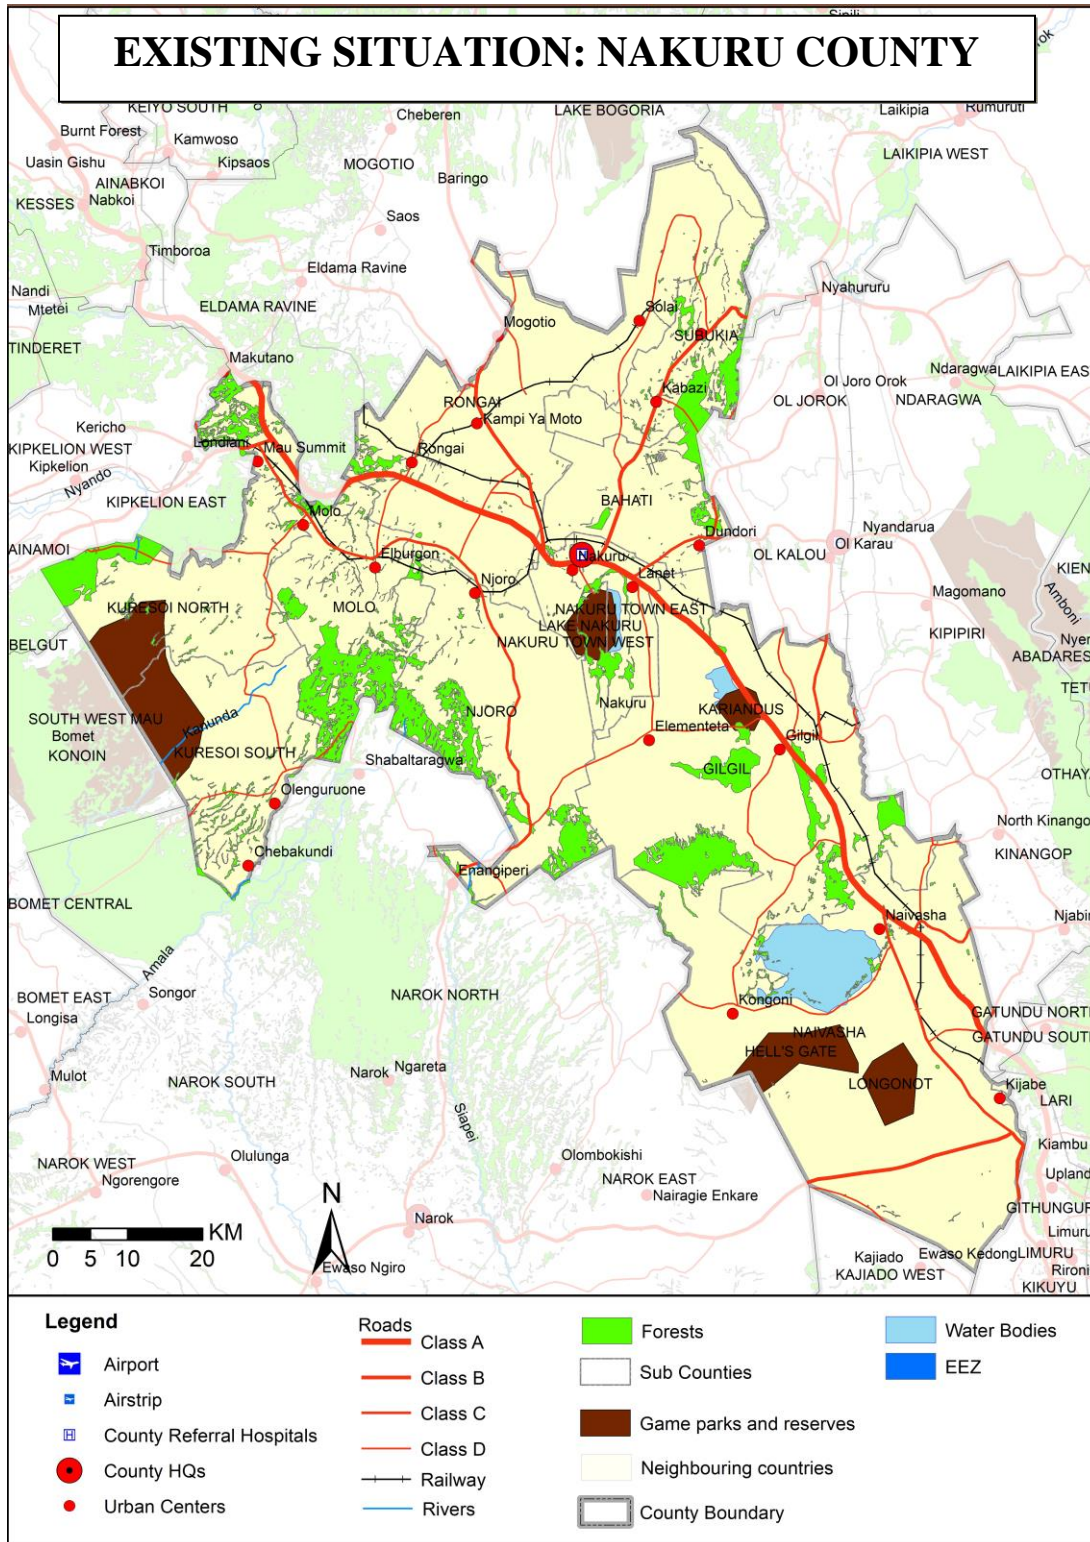 EXISTING SITUATION: NAKURU COUNTY
KEIYO SOUTH
Cheberen
LAKE BOGORIA
Laikipia
Rumuruti
Burnt Forest
Kamwoso
Uasin Gishu
Kipsaos
MOGOTIO
LAIKIPIA WEST
AINABKOI
Baringo
KESSES
Nabkoi
Saos
Timboroa
Eldama Ravine
Nandi
Nyahururu
Mtetei
ELDAMA RAVINE
Solai
Mogotio
SUBUKIA
TINDERET
Makutano
Ndaragwa
LAIKIPIA EAS
Ol Joro Orok
Kabazi
OL JOROK
NDARAGWA
RONGAI
Kericho
Kampi Ya Moto
KIPKELION WEST
Londiani
Mau Summit
Rongai
Kipkelion
Nyando
KIPKELION EAST
BAHATI
Molo
Dundori
Nyandarua
AINAMOI
Elburgon
Nakuru
OL KALOU
Ol Karau
KIEN
Lanet
Njoro
Magomano
Amboni
KURESOI NORTH
MOLO
NAKURU TOWN EAST
LAKE NAKURU
KIPIPIRI
BELGUT
NAKURU TOWN WEST
Nyer
ABADARES
TETU
SOUTH WEST MAU
Nakuru
KARIANDUS
Bomet
Kaounda
NJORO
Elementeta
KONOIN
KURESOI SOUTH
Shabaltaragwa
Gilgil
GILGIL
OTHAY
Olenguruone
North Kinango
Chebakundi
KINANGOP
Enangiperi
BOMET CENTRAL
Naivasha
Njabin
Amala
BOMET EAST
Songor
NAROK NORTH
Kongoni
GATUNDU NORTH
Longisa
NAIVASHA
GATUNDU SOUTH
HELL'S GATE
Mulot
NAROK SOUTH
Narok
Ngareta
LONGONOT
Kijabe
LARI
Siapei
Kiambu
NAROK WEST
Olulunga
Olombokishi
Upland
Ngorengore
NAROK EAST
Nairagie Enkare
N
GITHUNGUR
Narok
KM
Limuru
0 5 10 20
Kajiado
Ewaso Kedong
LIMURU
Ewaso Ngiro
KAJIADO WEST
Rironi
KIKUYU
Legend
Airport
Airstrip
County Referral Hospitals
County HQs
Urban Centers
Roads
Class A
Class B
Class C
Class D
Railway
Rivers
Forests
Sub Counties
Game parks and reserves
Neighbouring countries
County Boundary
Water Bodies
EEZ